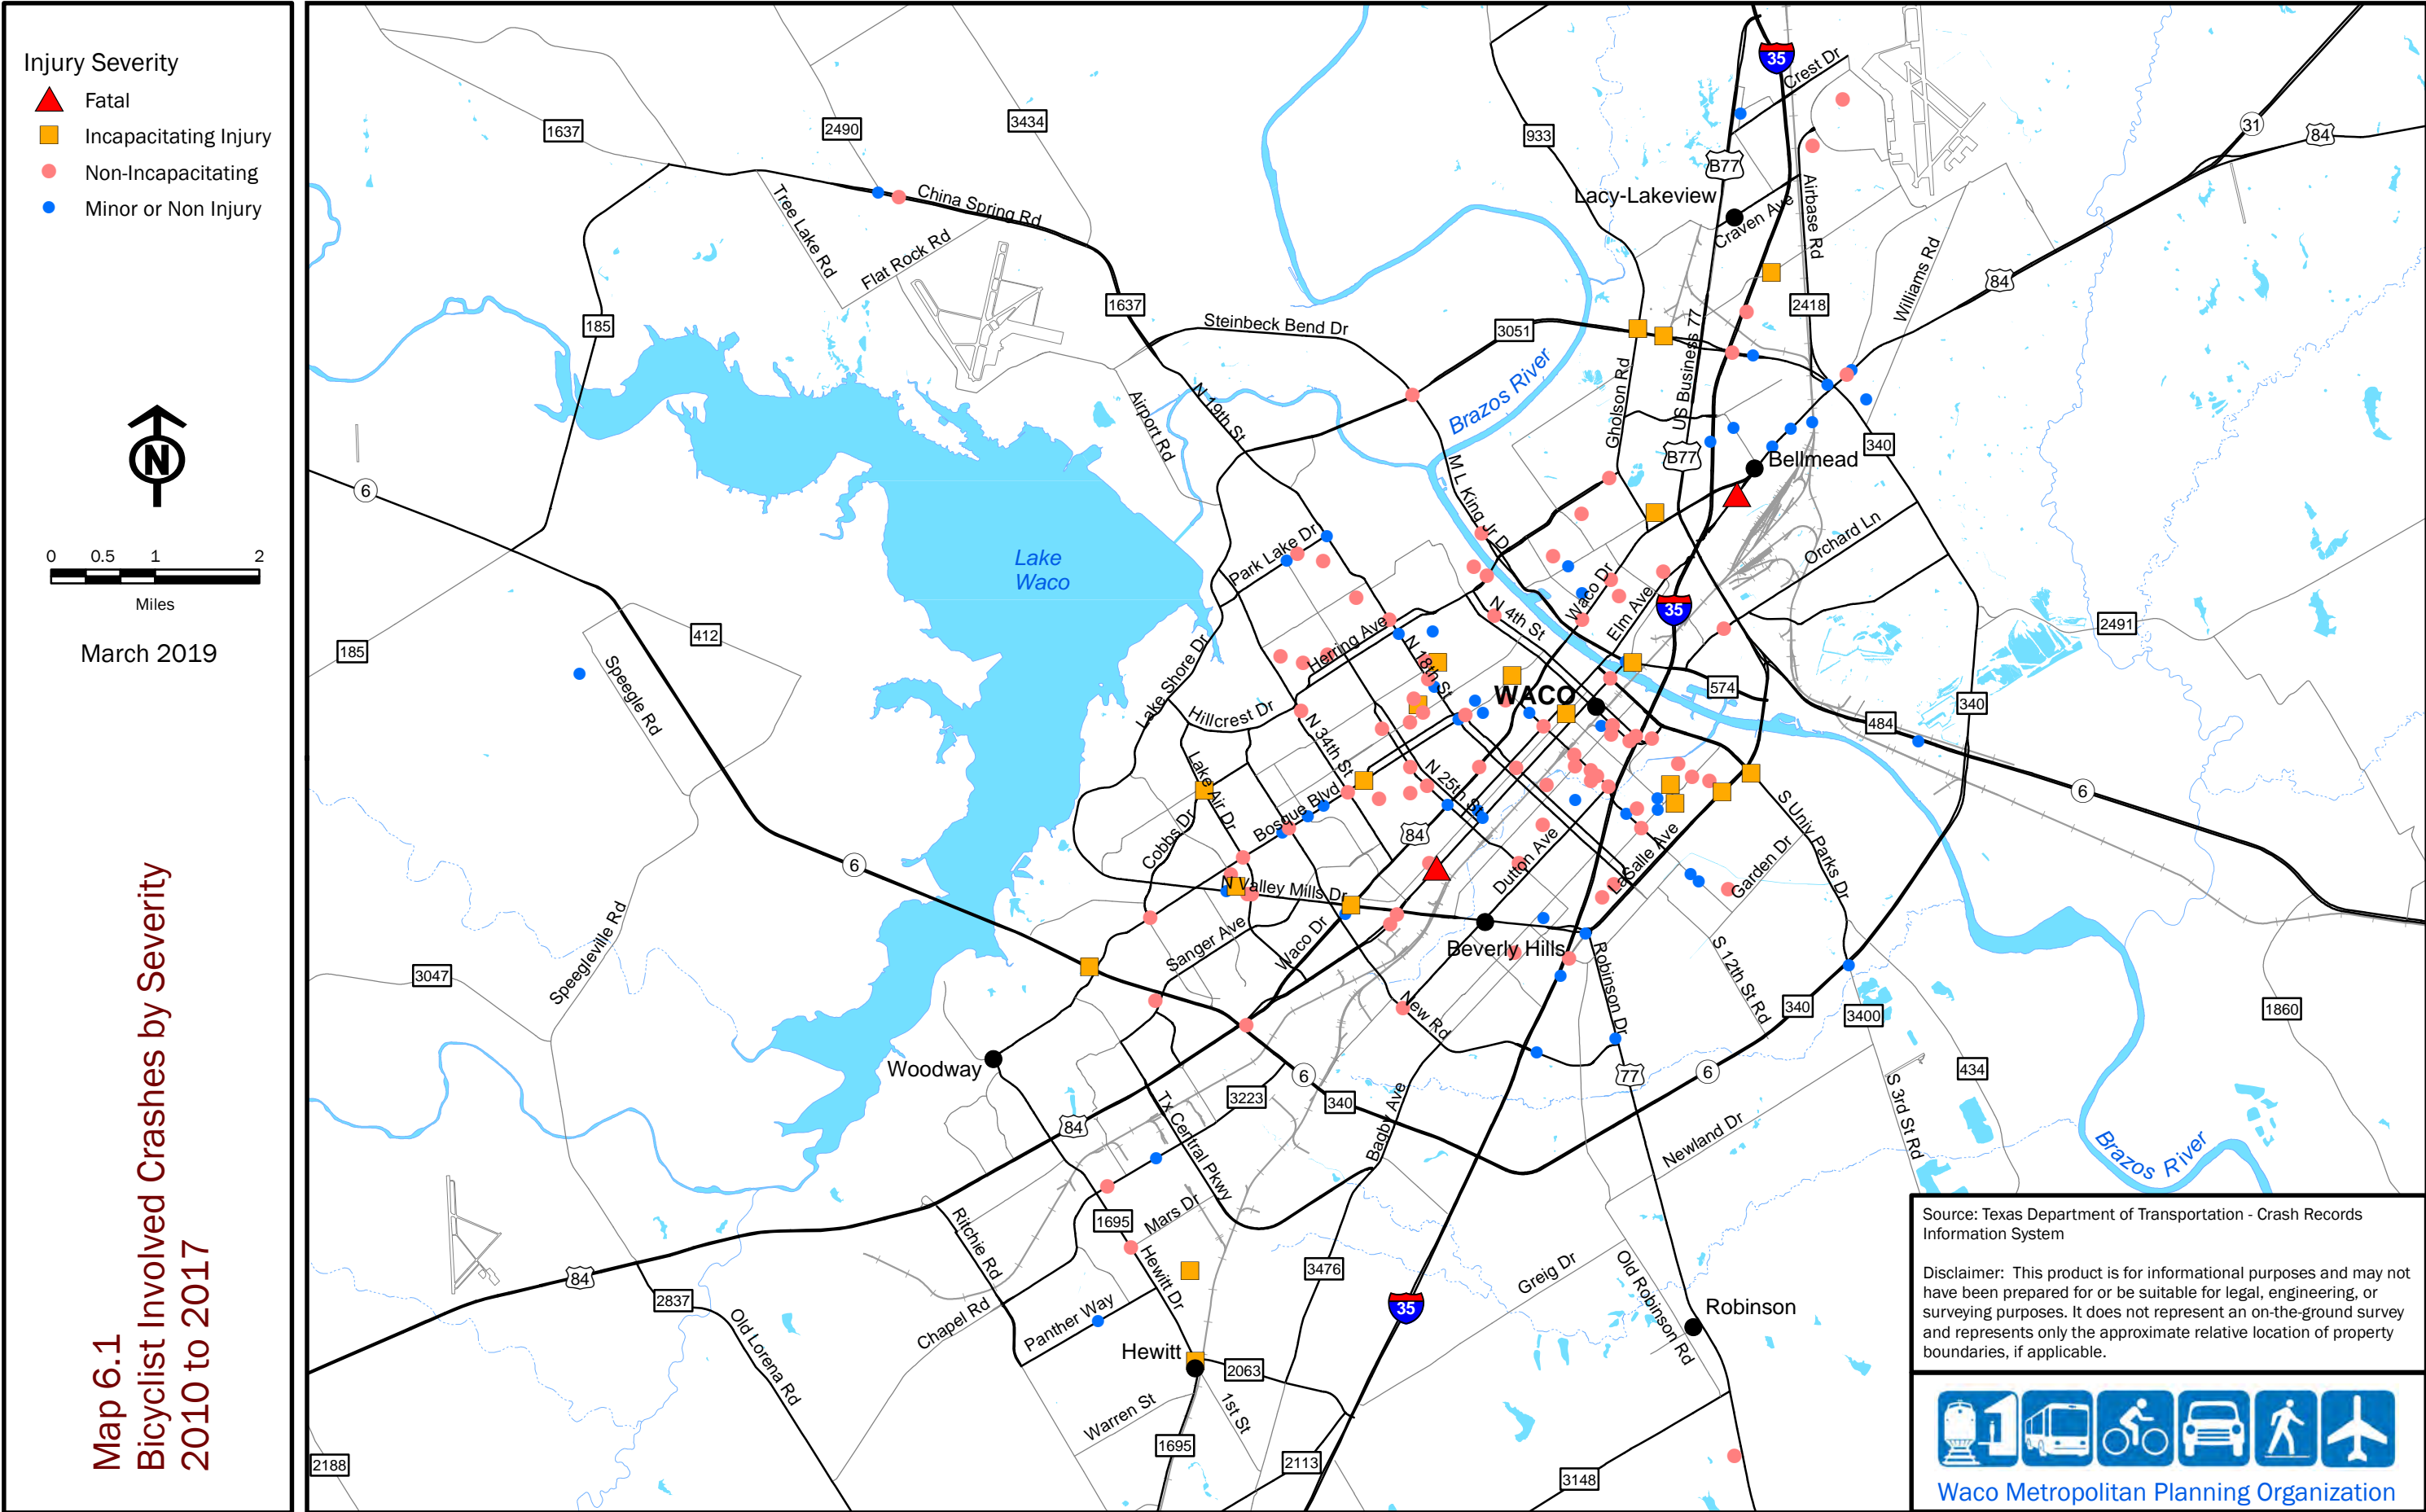 Injury Severity
Fatal
Incapacitating Injury
Non-Incapacitating
Minor or Non Injury
N
0 0.5 1 2
Miles
March 2019
Map 6.1
Bicyclist Involved Crashes by Severity
2010 to 2017
35
Crest Dr
31
84
1637
2490
3434
933
B77
Lacy-Lakeview
Craven Ave
Airbase Rd
China Spring Rd
Tree Lake Rd
Flat Rock Rd
Williams Rd
84
185
1637
Steinbeck Bend Dr
3051
2418
Brazos River
Gholson Rd
US Business 77
N 19th St
Airport Rd
340
B77
Bellmead
M L King Jr D
6
Lake
Waco
Park Lake Dr
Orchard Ln
Waco Dr
Elm Ave
35
N 4th St
2491
412
185
Speegle Rd
Herring Ave
N 18th St
Lake Shore Dr
WACO
574
340
484
Hillcrest Dr
N 34th St
Lake Air Dr
N 25th St
6
S Univ Parks Dr
Bosque Blvd
84
Cobbs Dr
LaSalle Ave
Garden Dr
Dutton Ave
6
N Valley Mills Dr
Beverly Hills
Sanger Ave
Waco Dr
Speegleville Rd
S 12th St Rd
Robinson Dr
3047
New Rd
340
3400
1860
Woodway
6
77
6
434
3223
340
84
Tx Central Pkwy
Bagby Ave
Newland Dr
S 3rd St Rd
Brazos River
1695
Mars Dr
Ritchie Rd
Hewitt Dr
3476
Greig Dr
Old Robinson Rd
84
2837
Old Lorena Rd
Chapel Rd
Panther Way
35
Robinson
Hewitt
2063
Warren St
1st St
1695
2188
2113
3148
Source: Texas Department of Transportation - Crash Records
Information System
Disclaimer: This product is for informational purposes and may not
have been prepared for or be suitable for legal, engineering, or
surveying purposes. It does not represent an on-the-ground survey
and represents only the approximate relative location of property
boundaries, if applicable.
Waco Metropolitan Planning Organization